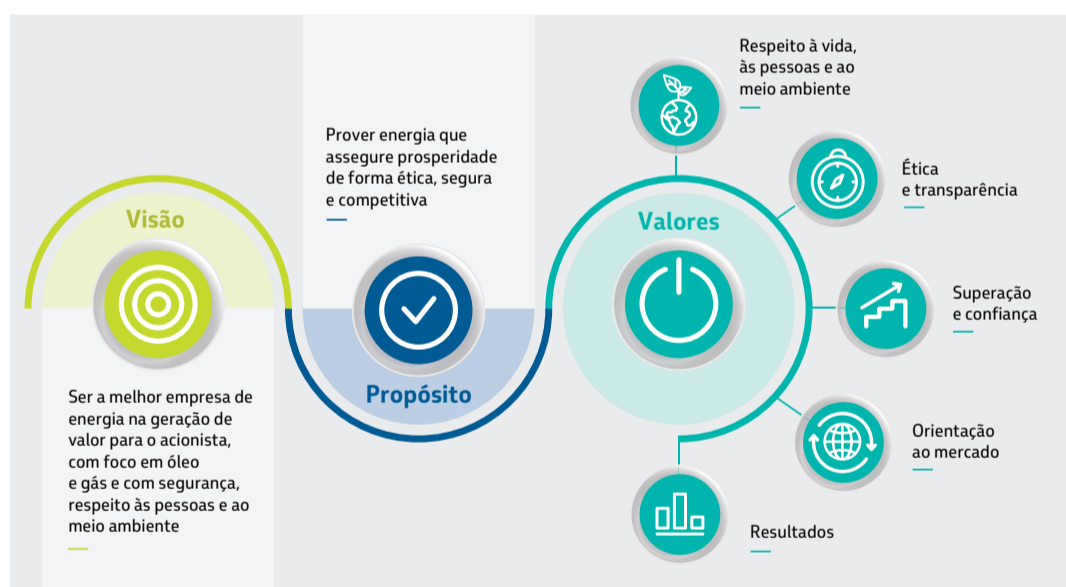 Visão
Ser a melhor empresa de
energia na geração de
valor para o acionista,
com foco em óleo
e gás e com segurança,
respeito às pessoas e ao
meio ambiente
Prover energia que
assegure prosperidade
de forma ética, segura
e competitiva
Propósito
Valores
Respeito à vida,
às pessoas e ao
meio ambiente
Ética
e transparência
Superação
e confiança
Orientação
ao mercado
Resultados